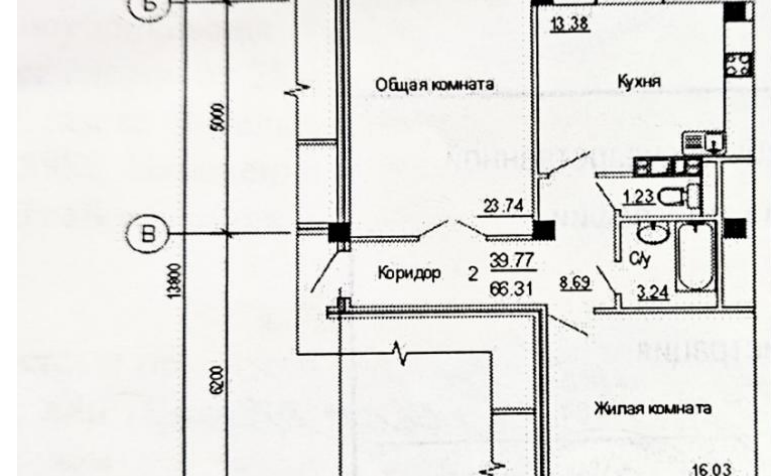 Б
13.38
Общая комната
Кухня
5000
1.23
23.74
В
С/у
39.77
Коридор
2
66.31
8.69
3.24
13800
6200
Жилая комната
16.03